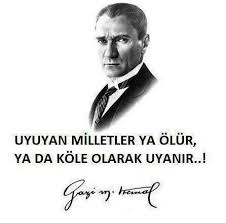 UYUYAN MİLLETLER YA ÖLÜR,
YA DA KÖLE OLARAK UYANIR..!
Gazi M. Kemal